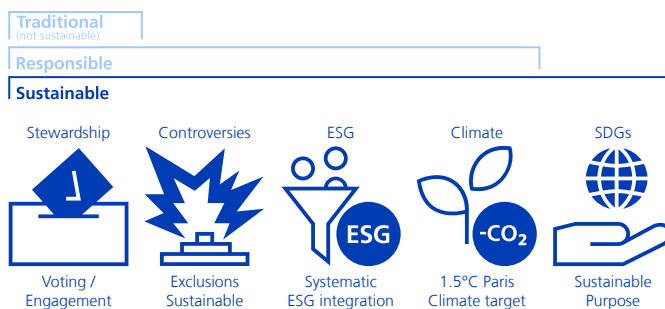 Traditional
(not sustainable)
Responsible
Sustainable
Stewardship
Controversies
ESG
Climate
SDGs
ESG
-CO₂
Voting /
Engagement
Exclusions
Sustainable
Systematic
ESG integration
1.5°C Paris
Climate target
Sustainable
Purpose